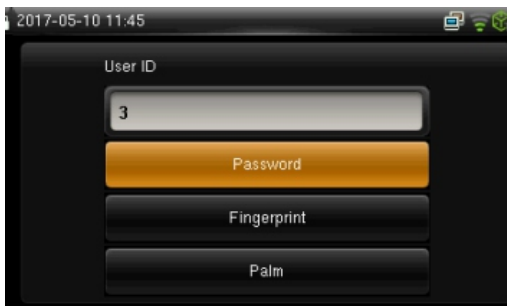 2017-05-10 11:45
User ID
3
Password
Fingerprint
Palm